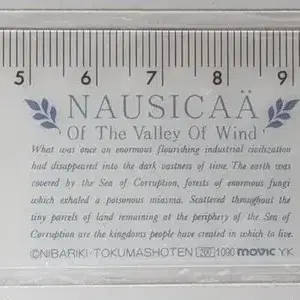 5 6 7 8 9
NAUSICAÄ
Of The Valley Of Wind
What was once an enormous flourishing industrial civilization
had disappeared into the dark vastness of time. The earth was
covered by the Sea of Corruption, forests of enormous fungi
which exhaled a poisonous miasma. Scattered throughout the
tiny parcels of land remaining at the periphery of the Sea of
Corruption are the kingdoms people have created in which to live.
©NIBARIKI·TOKUMASHOTEN 200 1090 movic YK